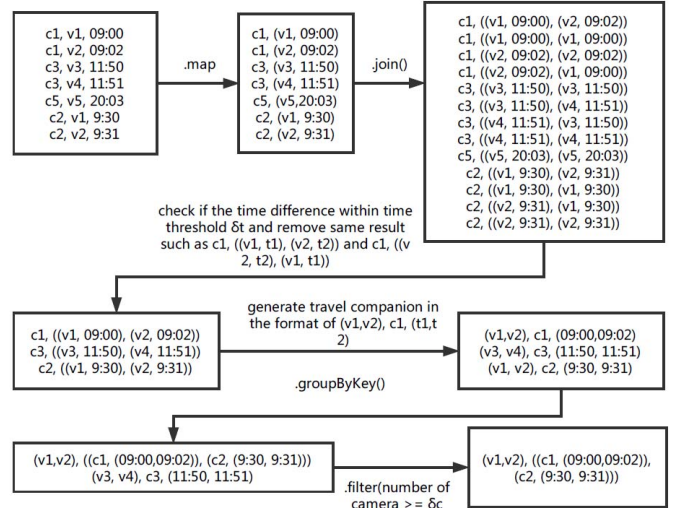 c1, v1, 09:00
c1, v2, 09:02
c3, v3, 11:50
c3, v4, 11:51
c5, v5, 20:03
c2, v1, 9:30
c2, v2, 9:31
.map
c1, (v1, 09:00)
c1, (v2, 09:02)
c3, (v3, 11:50)
c3, (v4, 11:51)
c5, (v5,20:03)
c2, (v1, 9:30)
c2, (v2, 9:31)
.join()
c1, ((v1, 09:00), (v2, 09:02))
c1, ((v1, 09:00), (v1, 09:00))
c1, ((v2, 09:02), (v2, 09:02))
c1, ((v2, 09:02), (v1, 09:00))
c3, ((v3, 11:50), (v3, 11:50))
c3, ((v3, 11:50), (v4, 11:51))
c3, ((v4, 11:51), (v3, 11:50))
c3, ((v4, 11:51), (v4, 11:51))
c5, ((v5, 20:03), (v5, 20:03))
c2, ((v1, 9:30), (v2, 9:31))
c2, ((v1, 9:30), (v1, 9:30))
c2, ((v2, 9:31), (v1, 9:30))
c2, ((v2, 9:31), (v2, 9:31))
check if the time difference within time
threshold δt and remove same result
such as c1, ((v1, t1), (v2, t2)) and c1, ((v
2, t2), (v1, t1))
c1, ((v1, 09:00), (v2, 09:02))
c3, ((v3, 11:50), (v4, 11:51))
c2, ((v1, 9:30), (v2, 9:31))
generate travel companion in
the format of (v1,v2), c1, (t1,t
2)
(v1,v2), c1, (09:00,09:02)
(v3, v4), c3, (11:50, 11:51)
(v1, v2), c2, (9:30, 9:31)
.groupByKey()
(v1,v2), ((c1, (09:00,09:02)), (c2, (9:30, 9:31)))
(v3, v4), c3, (11:50, 11:51)
.filter(number of
camera >= δc
(v1,v2), ((c1, (09:00,09:02)),
(c2, (9:30, 9:31)))